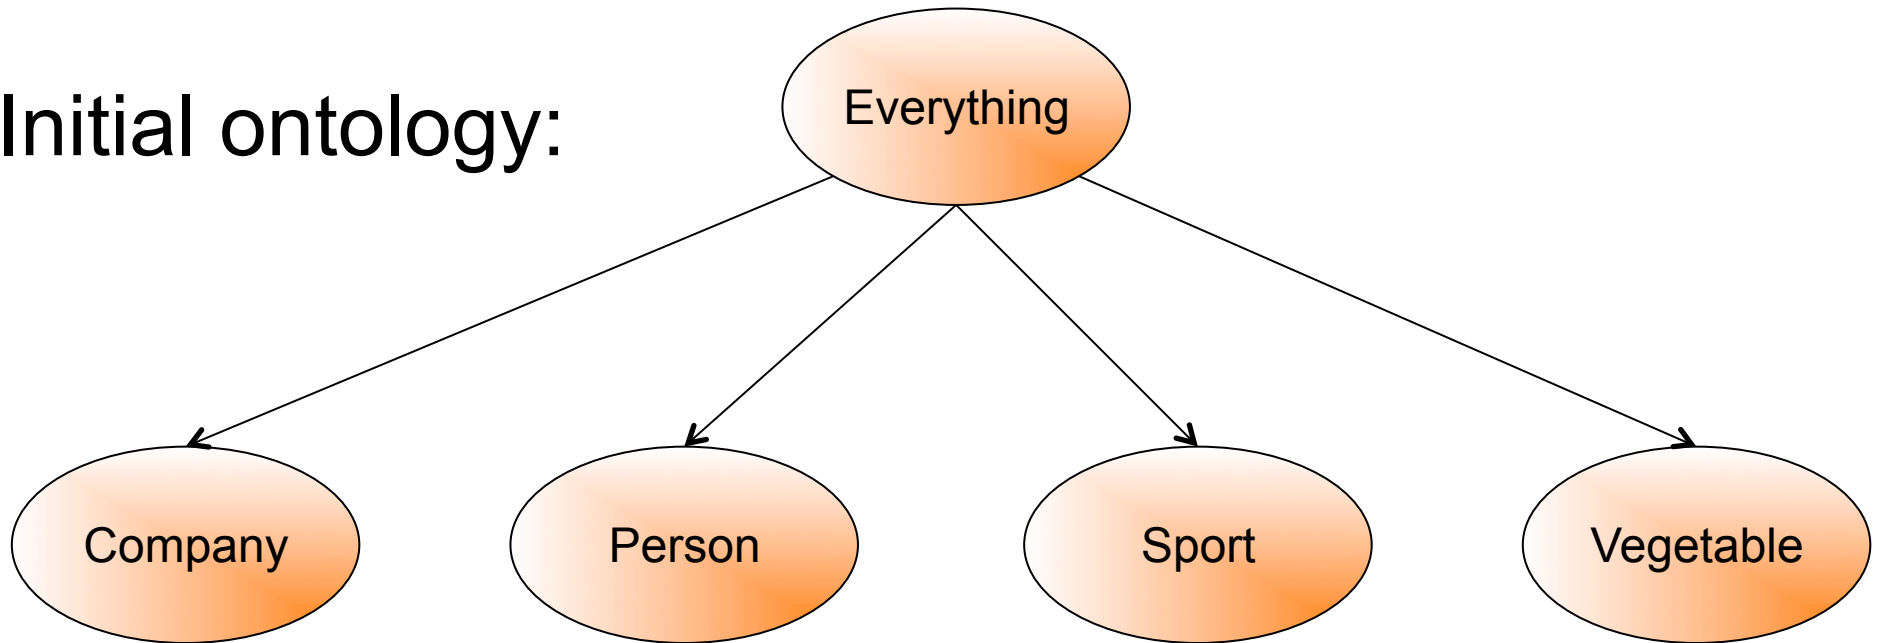 Initial ontology:
Everything
Company
Person
Sport
Vegetable